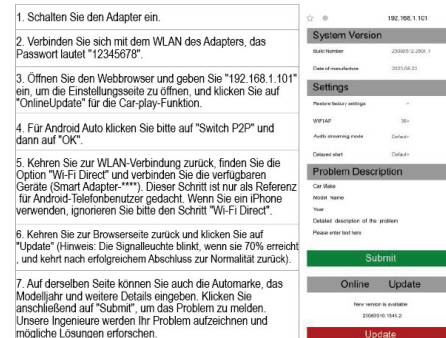 1. Schalten Sie den Adapter ein.
2. Verbinden Sie sich mit dem WLAN des Adapters, das
Passwort lautet "12345678".
3. Öffnen Sie den Webbrowser und geben Sie "192.168.1.101"
ein, um die Einstellungsseite zu öffnen, und klicken Sie auf
"OnlineUpdate" für die Car-play-Funktion.
4. Für Android Auto klicken Sie bitte auf "Switch P2P" und
dann auf "OK".
5. Kehren Sie zur WLAN-Verbindung zurück, finden Sie die
Option "Wi-Fi Direct" und verbinden Sie die verfügbaren
Geräte (Smart Adapter-****). Dieser Schritt ist nur als Referenz
für Android-Telefonbenutzer gedacht. Wenn Sie ein iPhone
verwenden, ignorieren Sie bitte den Schritt "Wi-Fi Direct".
6. Kehren Sie zur Browserseite zurück und klicken Sie auf
"Update" (Hinweis: Die Signalleuchte blinkt, wenn sie 70% erreicht
, und kehrt nach erfolgreichem Abschluss zur Normalität zurück).
7. Auf derselben Seite können Sie auch die Automarke, das
Modelljahr und weitere Details eingeben. Klicken Sie
anschließend auf "Submit", um das Problem zu melden.
Unsere Ingenieure werden Ihr Problem aufzeichnen und
mögliche Lösungen erforschen.
192.168.1.101
System Version
Build Number
Date of manufacture
Settings
Restore factory settings >
WIFI AP
Audio streaming mode Default>
Delayed start Default>
Problem Description
Car Make
Model Name
Year
Detailed description of the problem
Please enter text here
Submit
Online Update
New version is available
Update